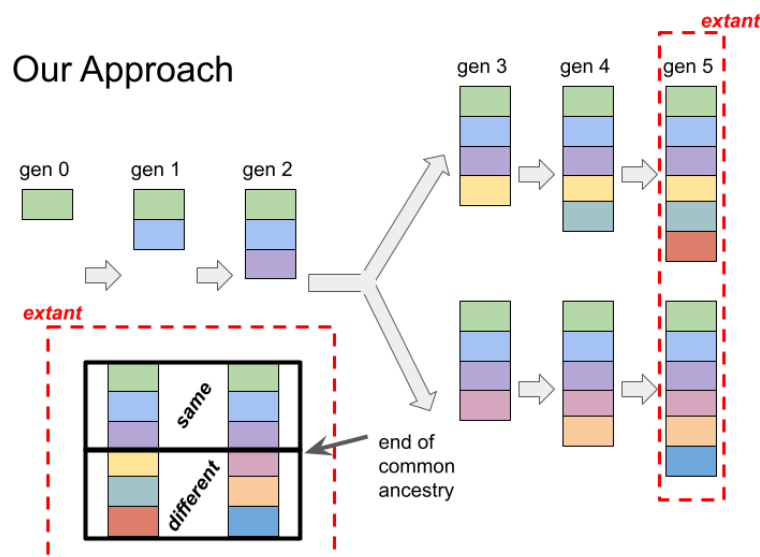 extant
Our Approach
gen 3
gen 4
gen 5
gen 0
gen 1
gen 2
extant
same
different
end of
common
ancestry